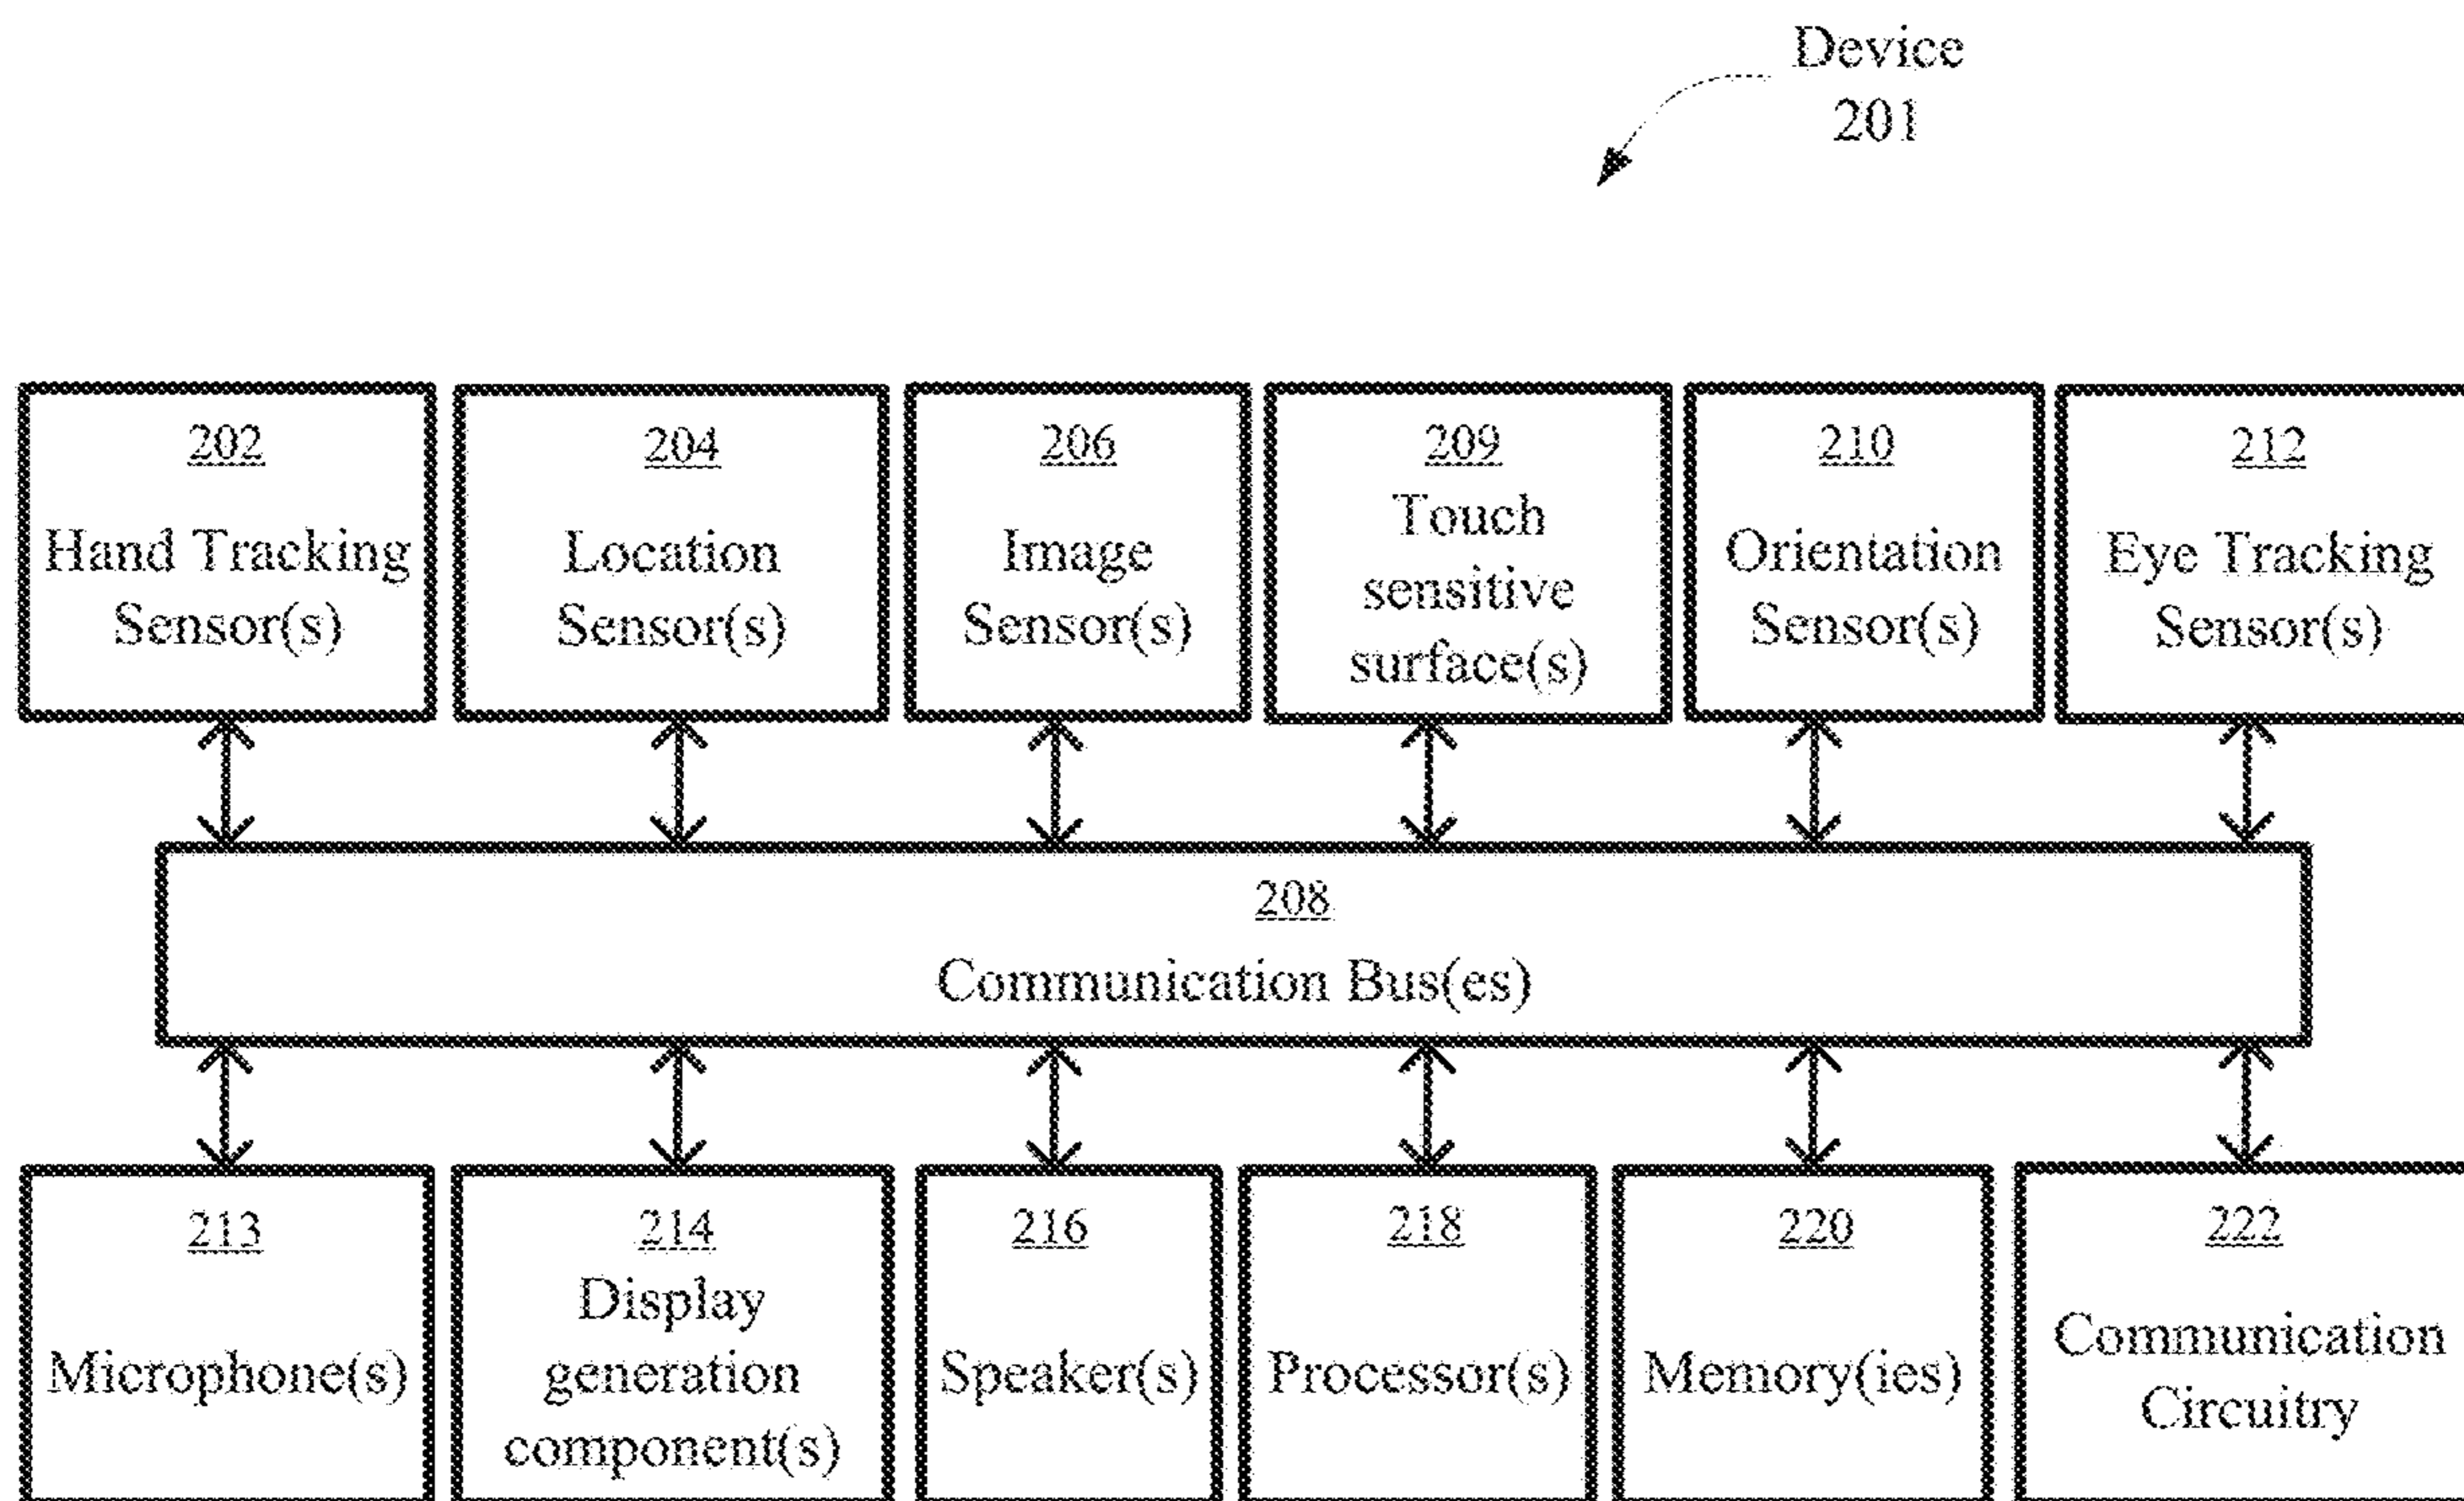 Device
201
202
Hand Tracking
Sensor(s)
204
Location
Sensor(s)
206
Image
Sensor(s)
209
Touch
sensitive
surface(s)
210
Orientation
Sensor(s)
212
Eye Tracking
Sensor(s)
208
Communication Bus(es)
213
Microphone(s)
214
Display
generation
component(s)
216
Speaker(s)
218
Processor(s)
220
Memory(ies)
222
Communication
Circuitry